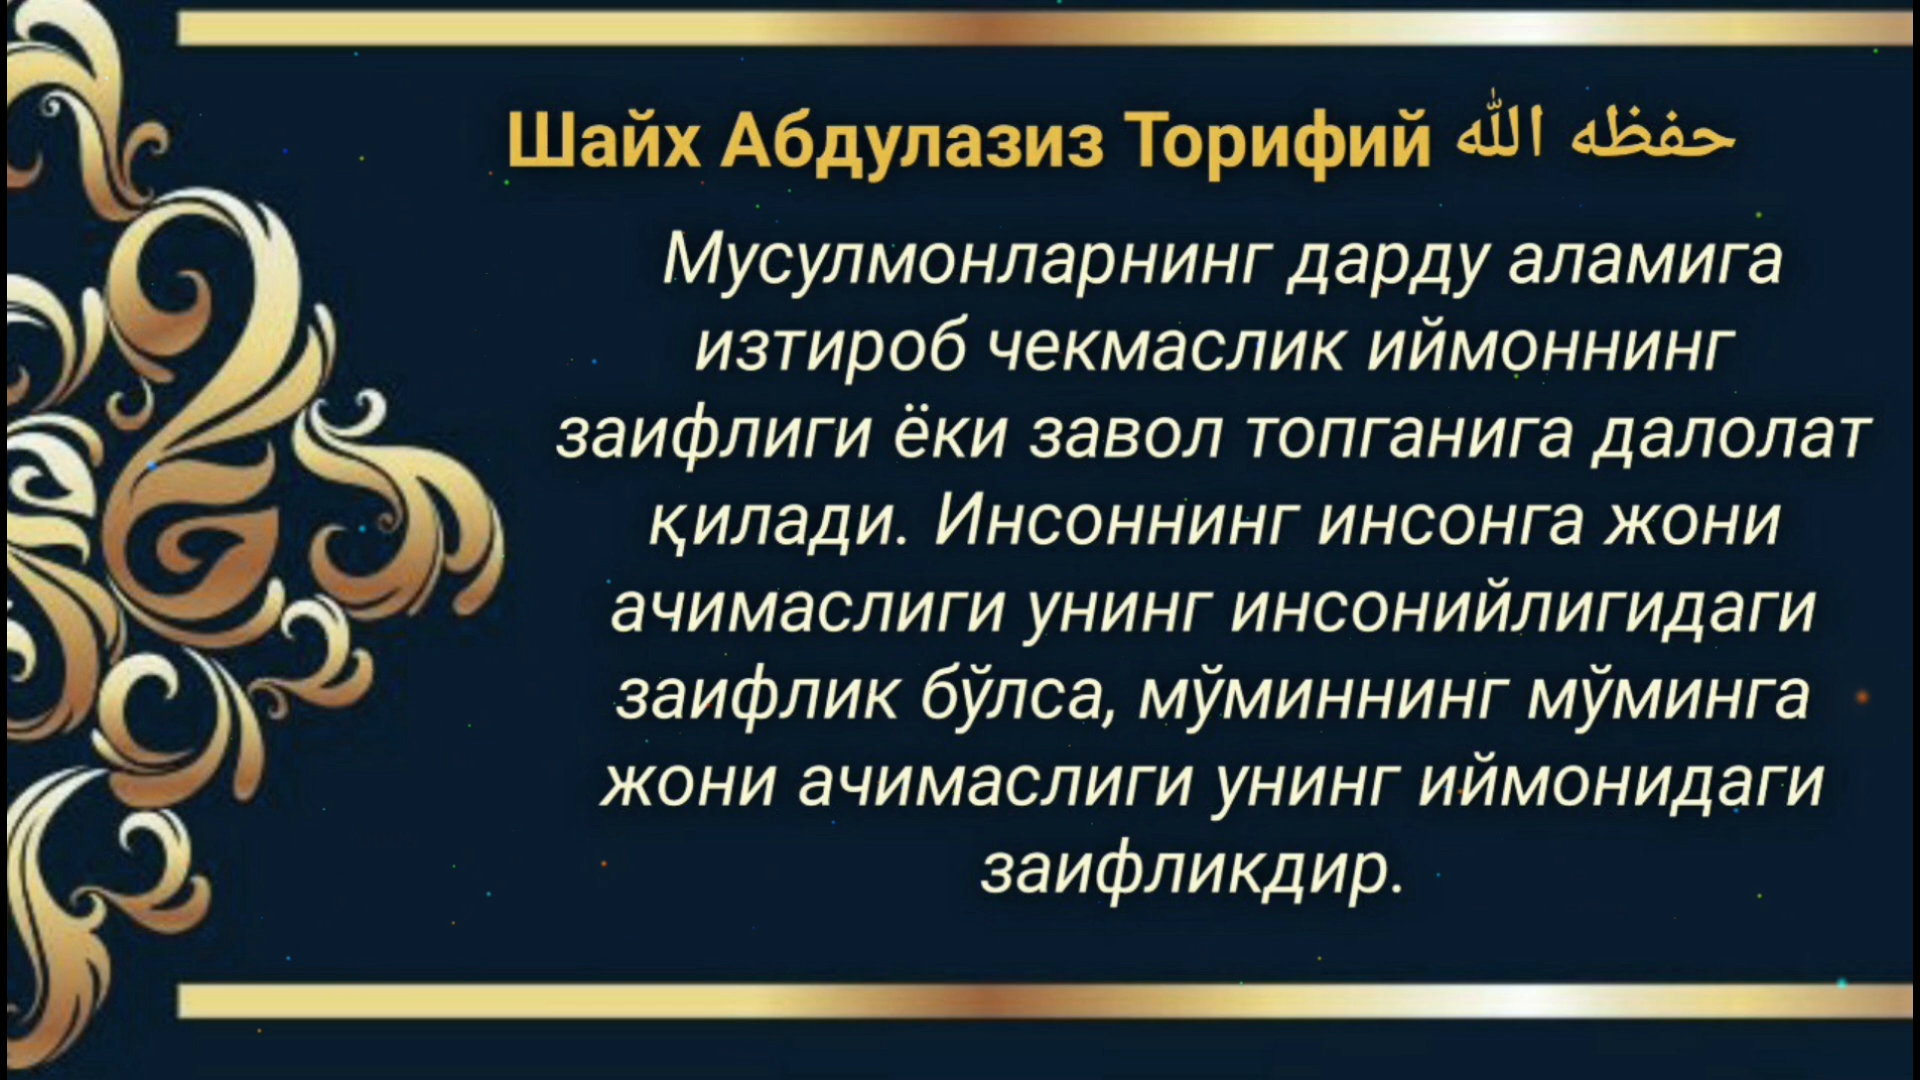 Шайх Абдулазиз Торифий حفظه الله
Мусулмонларнинг дарду аламига
изтироб чекмаслик иймоннинг
заифлиги ёки завол топганига далолат
қилади. Инсоннинг инсонга жони
ачимаслиги унинг инсонийлигидаги
заифлик бўлса, мўминнинг мўминга
жони ачимаслиги унинг иймонидаги
заифликдир.